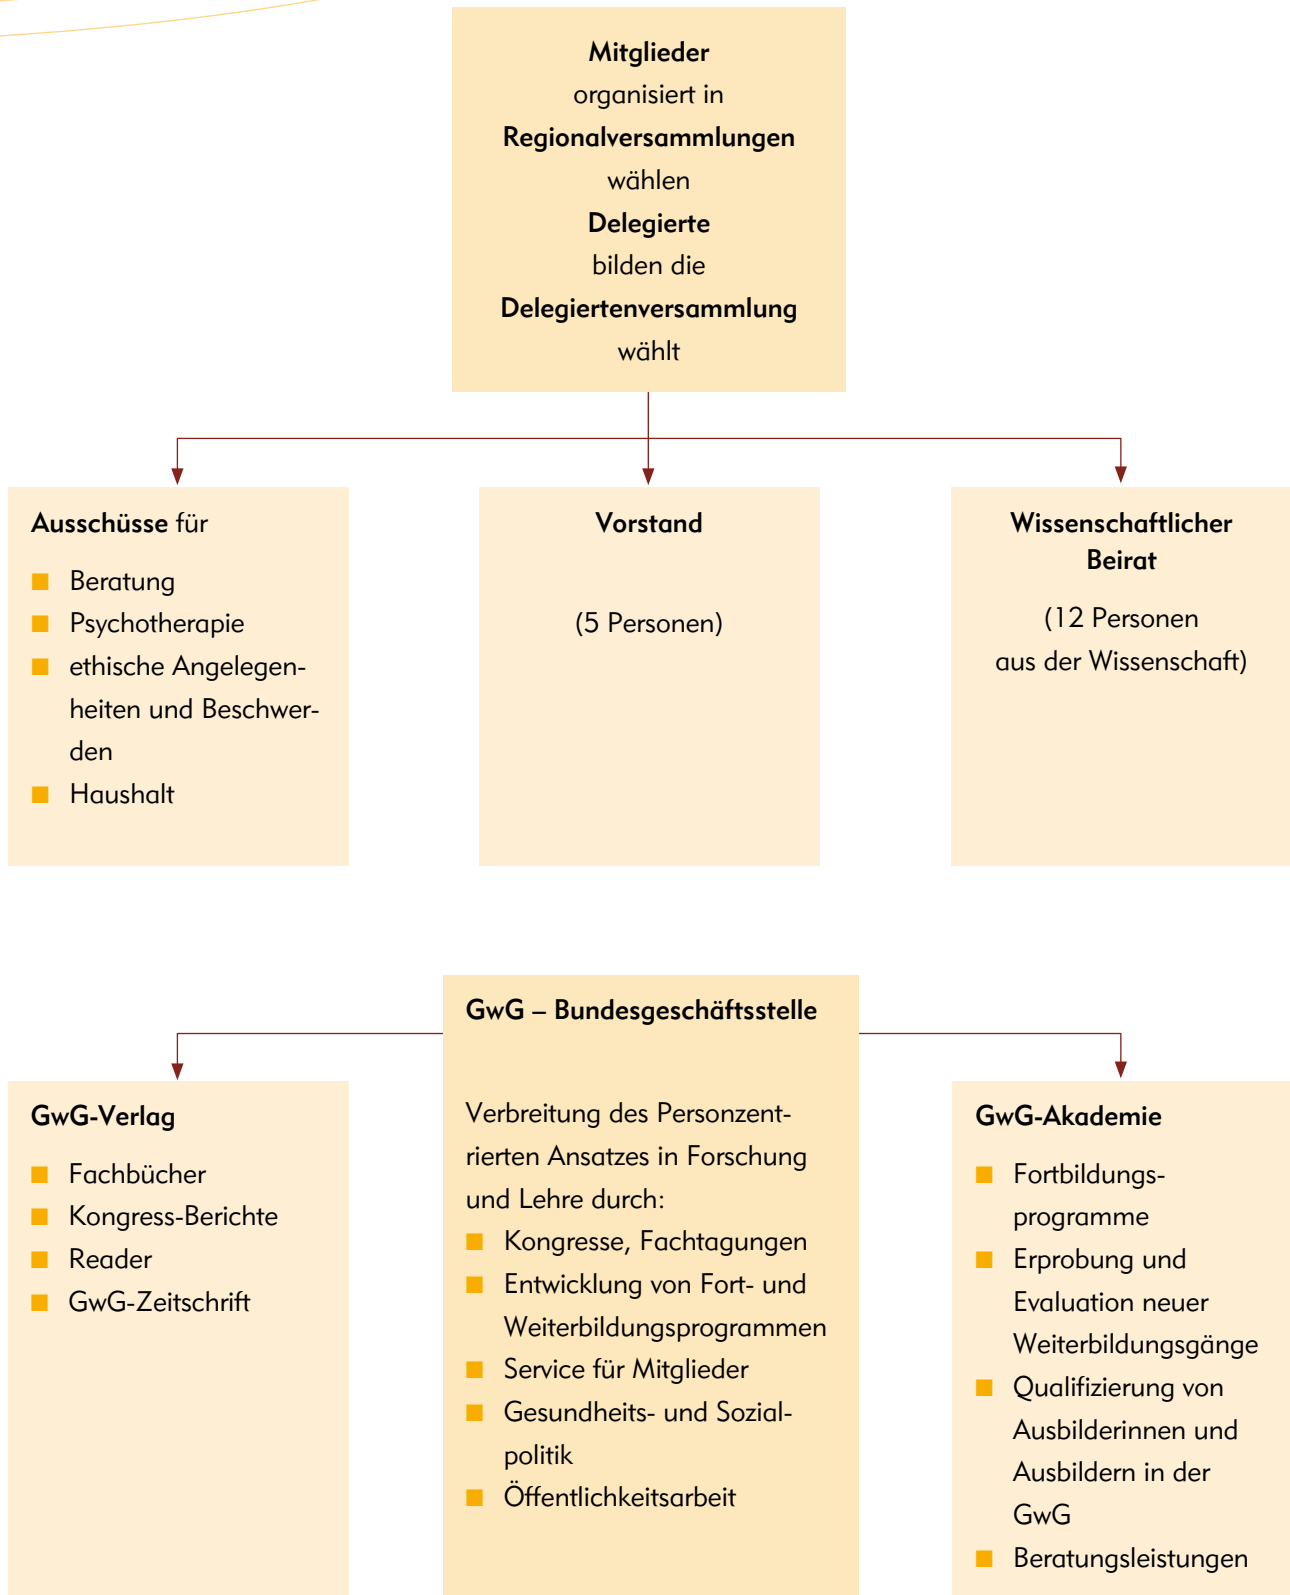 Mitglieder
organisiert in
Regionalversammlungen
wählen
Delegierte
bilden die
Delegiertenversammlung
wählt
Ausschüsse für
Beratung
Psychotherapie
ethische Angelegen-
heiten und Beschwer-
den
Haushalt
Vorstand
(5 Personen)
Wissenschaftlicher
Beirat
(12 Personen
aus der Wissenschaft)
GwG-Verlag
Fachbücher
Kongress-Berichte
Reader
GwG-Zeitschrift
GwG – Bundesgeschäftsstelle
Verbreitung des Personzent-
rierten Ansatzes in Forschung
und Lehre durch:
Kongresse, Fachtagungen
Entwicklung von Fort- und
Weiterbildungsprogrammen
Service für Mitglieder
Gesundheits- und Sozial-
politik
Öffentlichkeitsarbeit
GwG-Akademie
Fortbildungs-
programme
Erprobung und
Evaluation neuer
Weiterbildungsgänge
Qualifizierung von
Ausbilderinnen und
Ausbildern in der
GwG
Beratungsleistungen